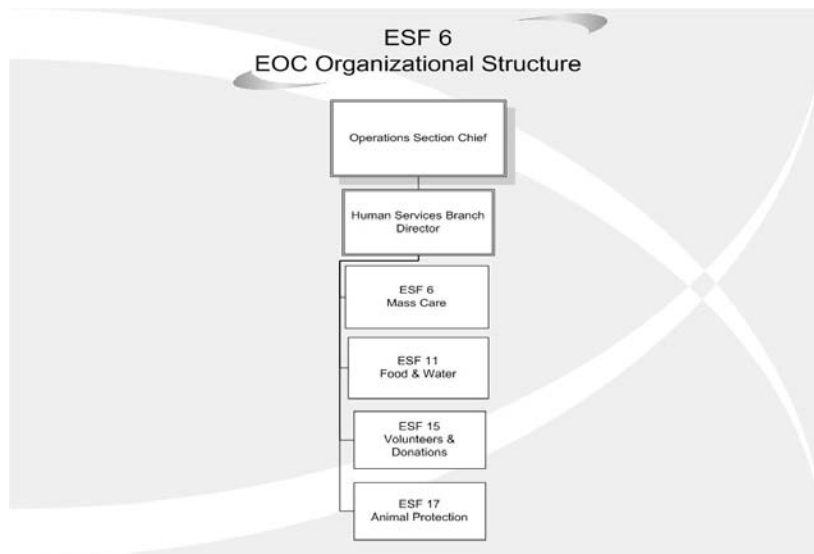 ESF 6
EOC Organizational Structure
Operations Section Chief
Human Services Branch
Director
ESF 6
Mass Care
ESF 11
Food & Water
ESF 15
Volunteers &
Donations
ESF 17
Animal Protection